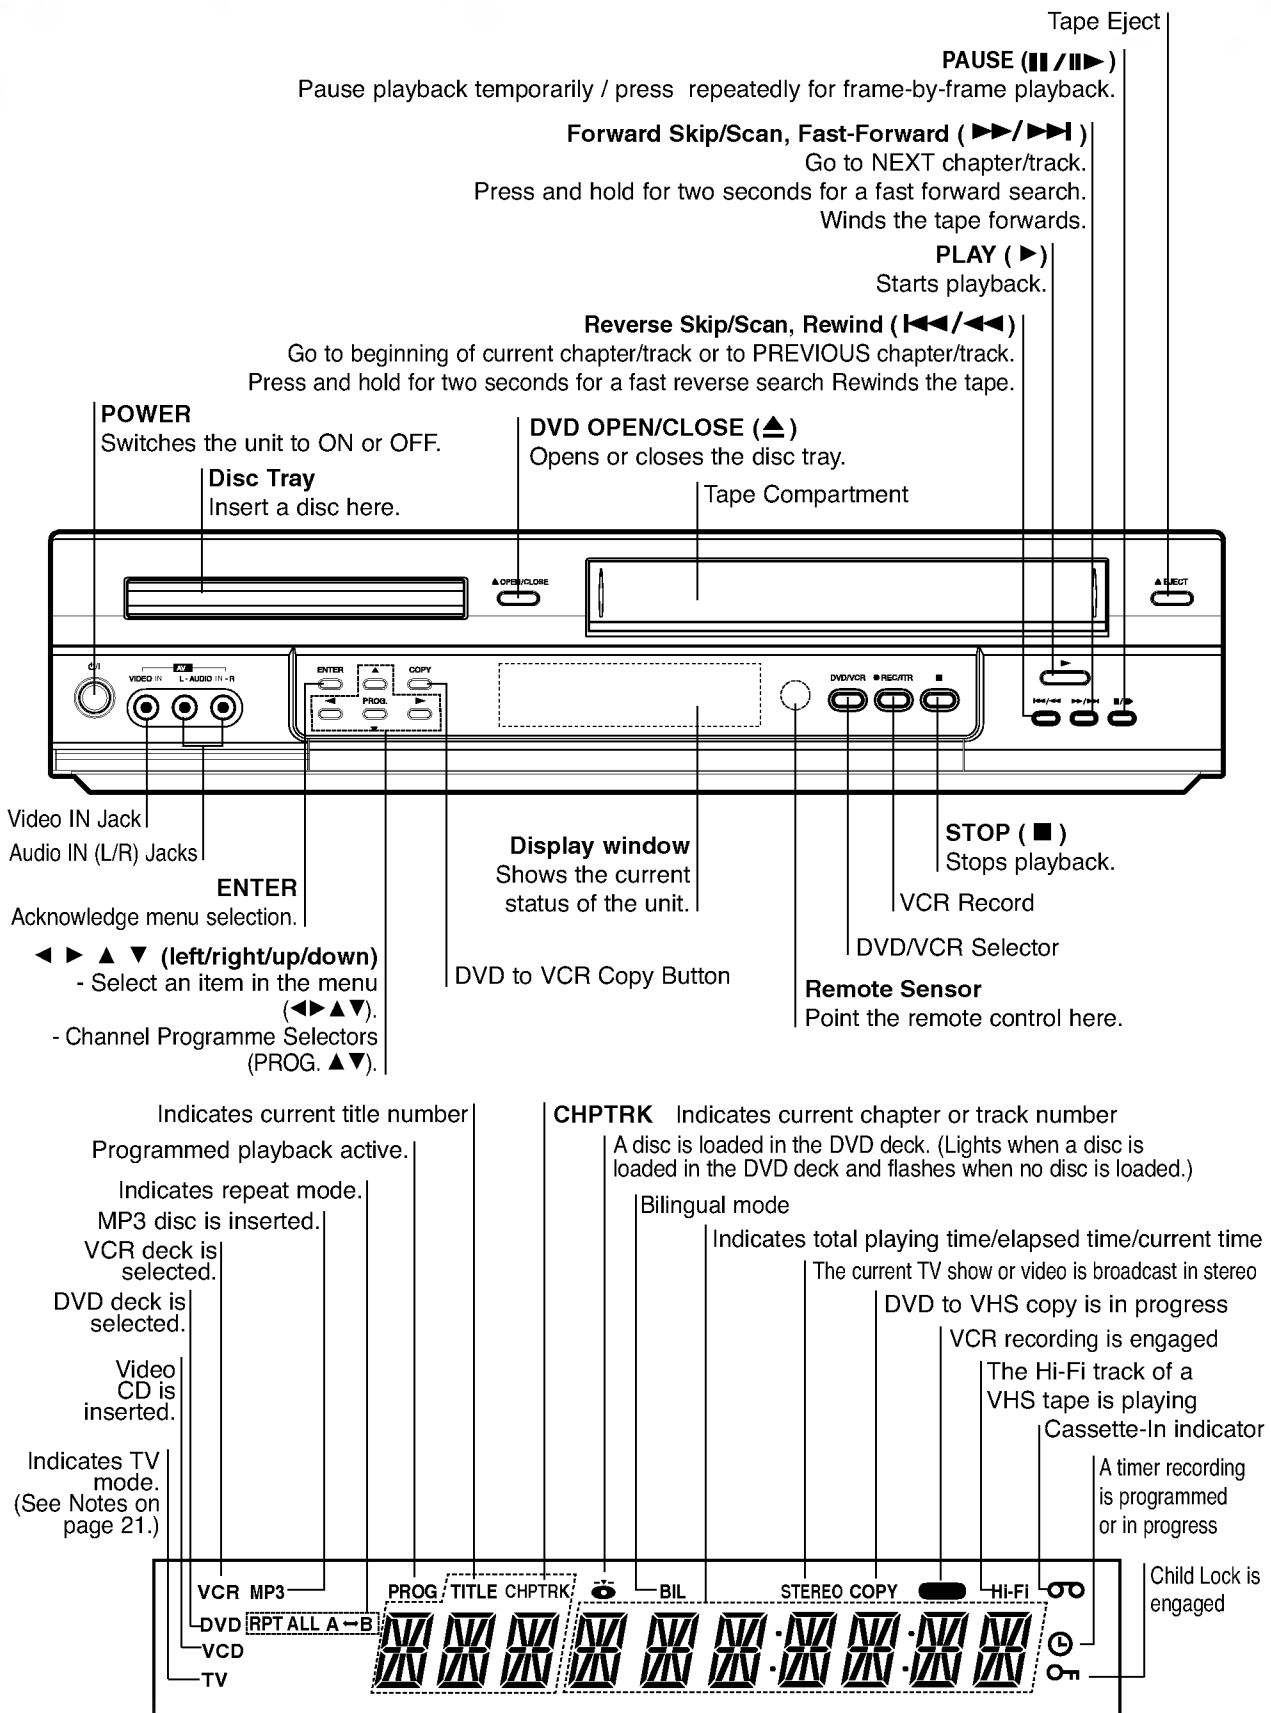 Tape Eject
PAUSE (▮▮/▮▮▶)
Pause playback temporarily / press repeatedly for frame-by-frame playback.
Forward Skip/Scan, Fast-Forward (▶▶/▶▶▮)
Go to NEXT chapter/track.
Press and hold for two seconds for a fast forward search.
Winds the tape forwards.
PLAY (▶)
Starts playback.
Reverse Skip/Scan, Rewind (▮◀◀/◀◀)
Go to beginning of current chapter/track or to PREVIOUS chapter/track.
Press and hold for two seconds for a fast reverse search Rewinds the tape.
POWER
Switches the unit to ON or OFF.
DVD OPEN/CLOSE (⏏)
Opens or closes the disc tray.
Disc Tray
Insert a disc here.
Tape Compartment
▲ OPEN/CLOSE
▲ EJECT
⏻/I
AV
VIDEO IN L - AUDIO IN - R
ENTER ▲ COPY
◀ PROG. ▶
▼
DVD/VCR ● REC/ITR ■
▶
▮◀◀/◀◀ ▶▶/▶▶▮ ▮▮/▮▶
Video IN Jack
Audio IN (L/R) Jacks
ENTER
Acknowledge menu selection.
◀ ▶ ▲ ▼ (left/right/up/down)
- Select an item in the menu
(◀▶▲▼).
- Channel Programme Selectors
(PROG. ▲▼).
DVD to VCR Copy Button
Display window
Shows the current
status of the unit.
STOP (■)
Stops playback.
VCR Record
DVD/VCR Selector
Remote Sensor
Point the remote control here.
Indicates current title number
CHPTRK Indicates current chapter or track number
Programmed playback active.
A disc is loaded in the DVD deck. (Lights when a disc is
loaded in the DVD deck and flashes when no disc is loaded.)
Indicates repeat mode.
Bilingual mode
MP3 disc is inserted.
Indicates total playing time/elapsed time/current time
VCR deck is
selected.
The current TV show or video is broadcast in stereo
DVD deck is
selected.
DVD to VHS copy is in progress
VCR recording is engaged
Video
CD is
inserted.
The Hi-Fi track of a
VHS tape is playing
Cassette-In indicator
Indicates TV
mode.
(See Notes on
page 21.)
A timer recording
is programmed
or in progress
Child Lock is
engaged
VCR MP3 PROG TITLE CHPTRK BIL STEREO COPY Hi-Fi
DVD RPT ALL A↔B
VCD
TV